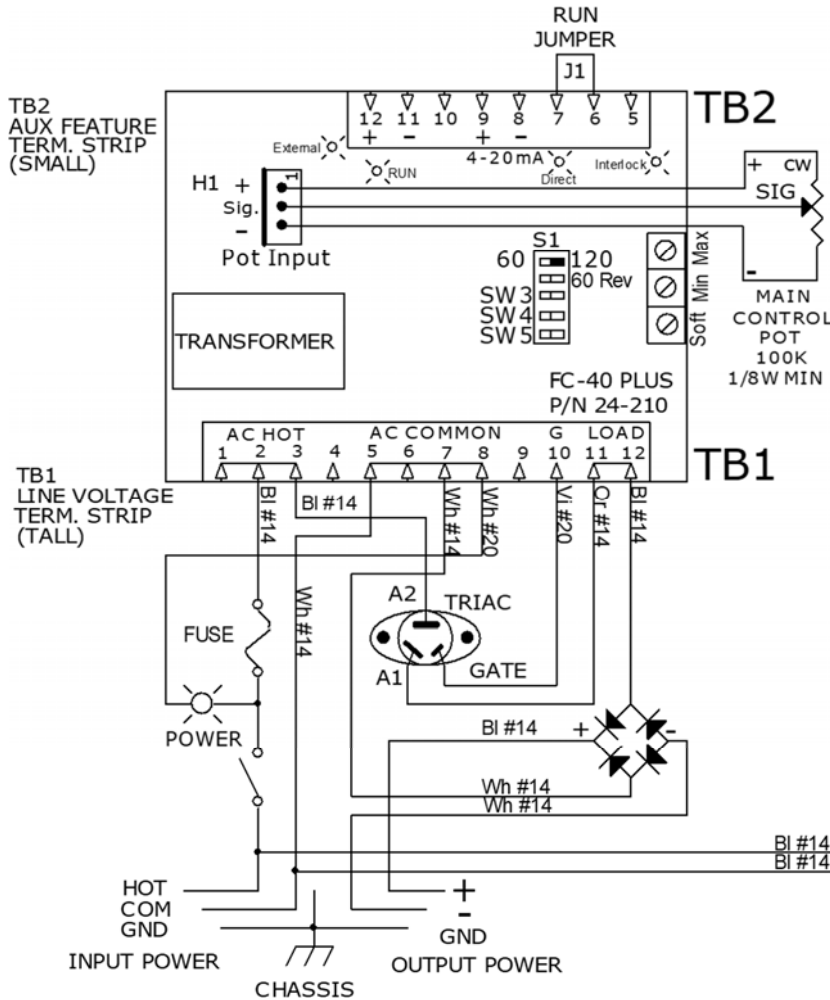 RUN
JUMPER
J1
TB2
AUX FEATURE
TERM. STRIP
(SMALL)
12 11 10 9 8 7 6 5
+ - + -
4-20mA
TB2
External
RUN
Direct
Interlock
H1 +
Sig.
-
1
Pot Input
+ CW
SIG
-
MAIN
CONTROL
POT
100K
1/8W MIN
S1
60 120
60 Rev
SW3
SW4
SW5
Max
Min
Soft
TRANSFORMER
FC-40 PLUS
P/N 24-210
AC HOT AC COMMON G LOAD
1 2 3 4 5 6 7 8 9 10 11 12
TB1
TB1
LINE VOLTAGE
TERM. STRIP
(TALL)
Bl #14
Bl #14
Wh #14
Wh #20
Vi #20
Or #14
Bl #14
Wh #14
A2
TRIAC
A1
GATE
FUSE
POWER
Bl #14
+ -
Wh #14
Wh #14
Bl #14
Bl #14
HOT
COM
GND
INPUT POWER
CHASSIS
+
-
GND
OUTPUT POWER